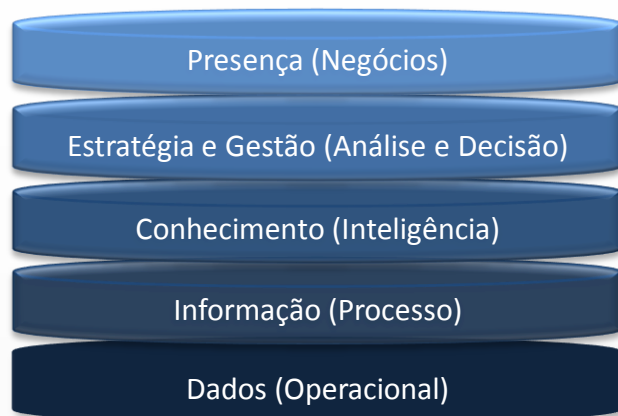 Presença (Negócios)
Estratégia e Gestão (Análise e Decisão)
Conhecimento (Inteligência)
Informação (Processo)
Dados (Operacional)